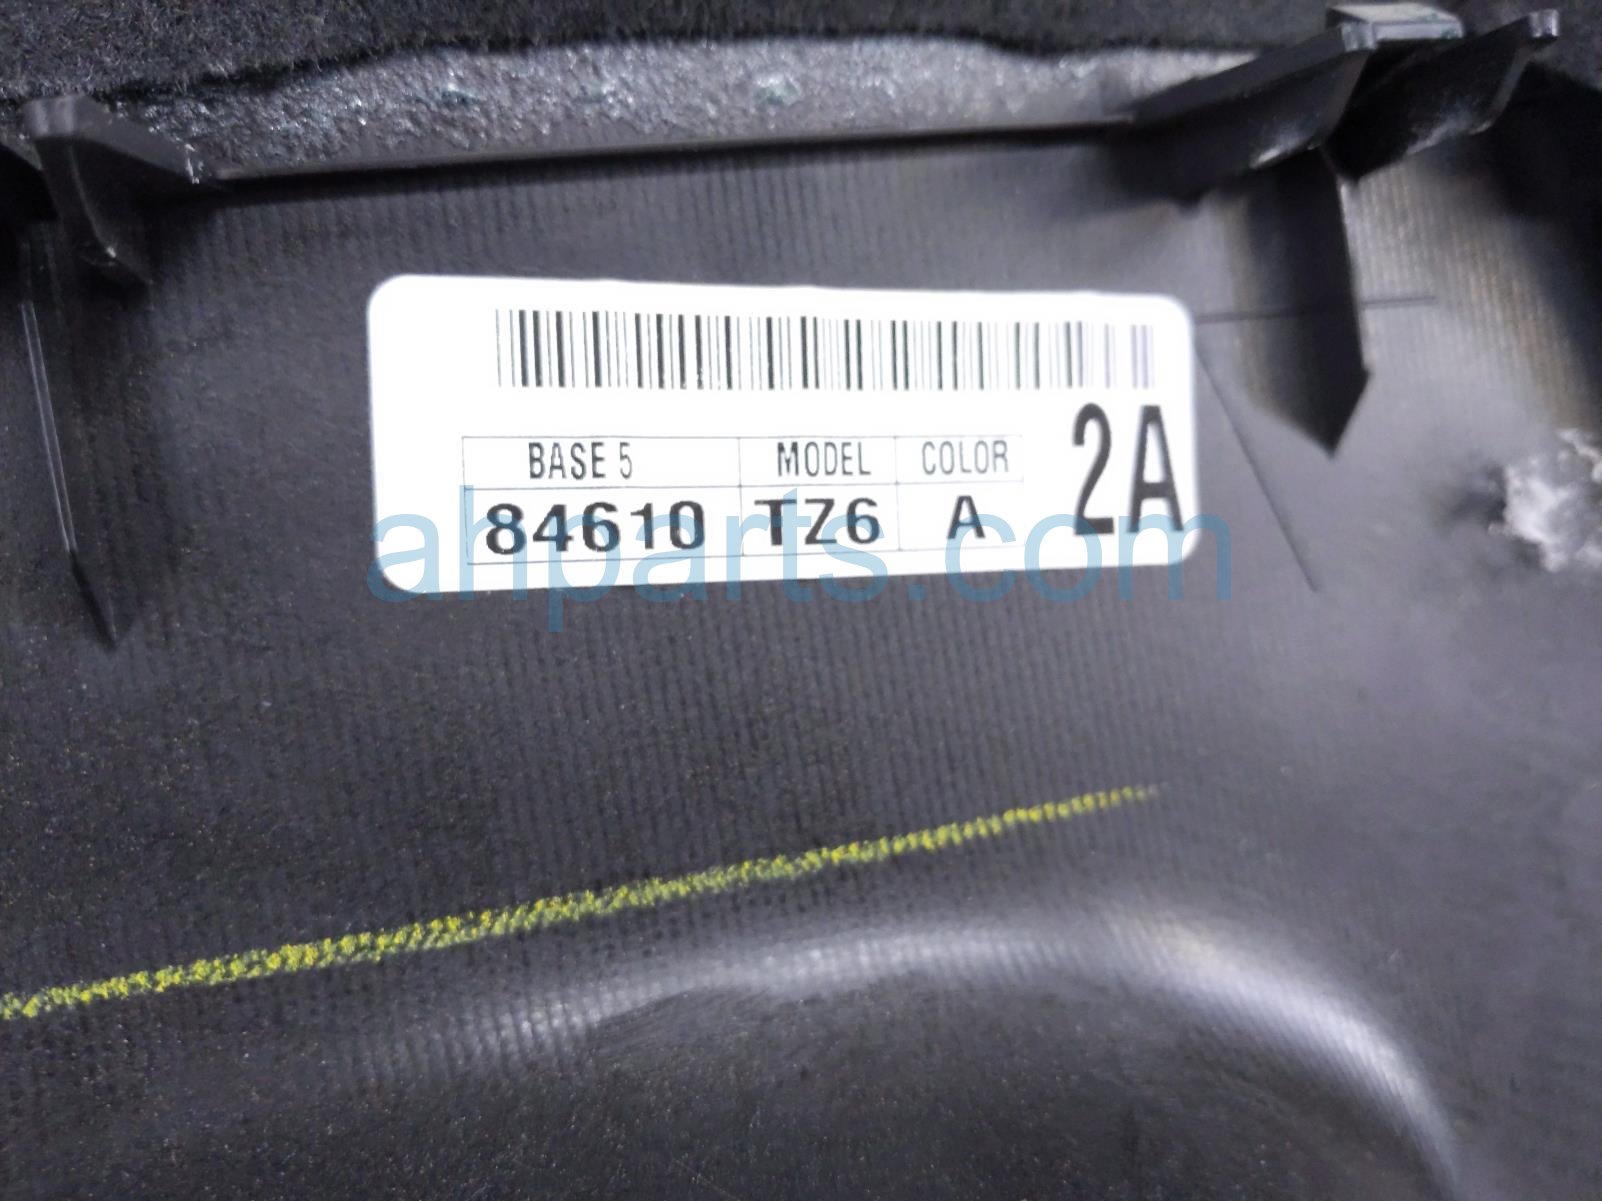 BASE 5 MODEL COLOR
84610 TZ6 A 2A
ahparts.com